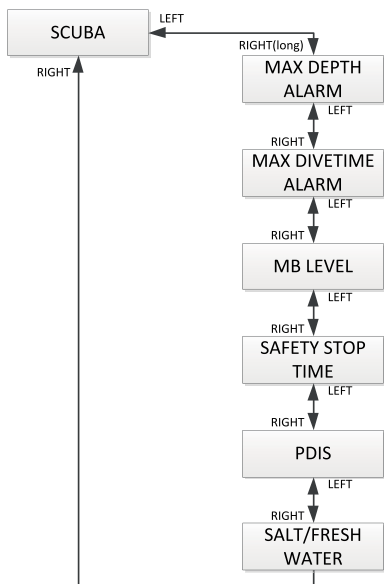 LEFT
SCUBA
RIGHT(long)
RIGHT
MAX DEPTH
ALARM
LEFT
RIGHT
MAX DIVETIME
ALARM
LEFT
RIGHT
MB LEVEL
LEFT
RIGHT
SAFETY STOP
TIME
LEFT
RIGHT
PDIS
LEFT
RIGHT
SALT/FRESH
WATER